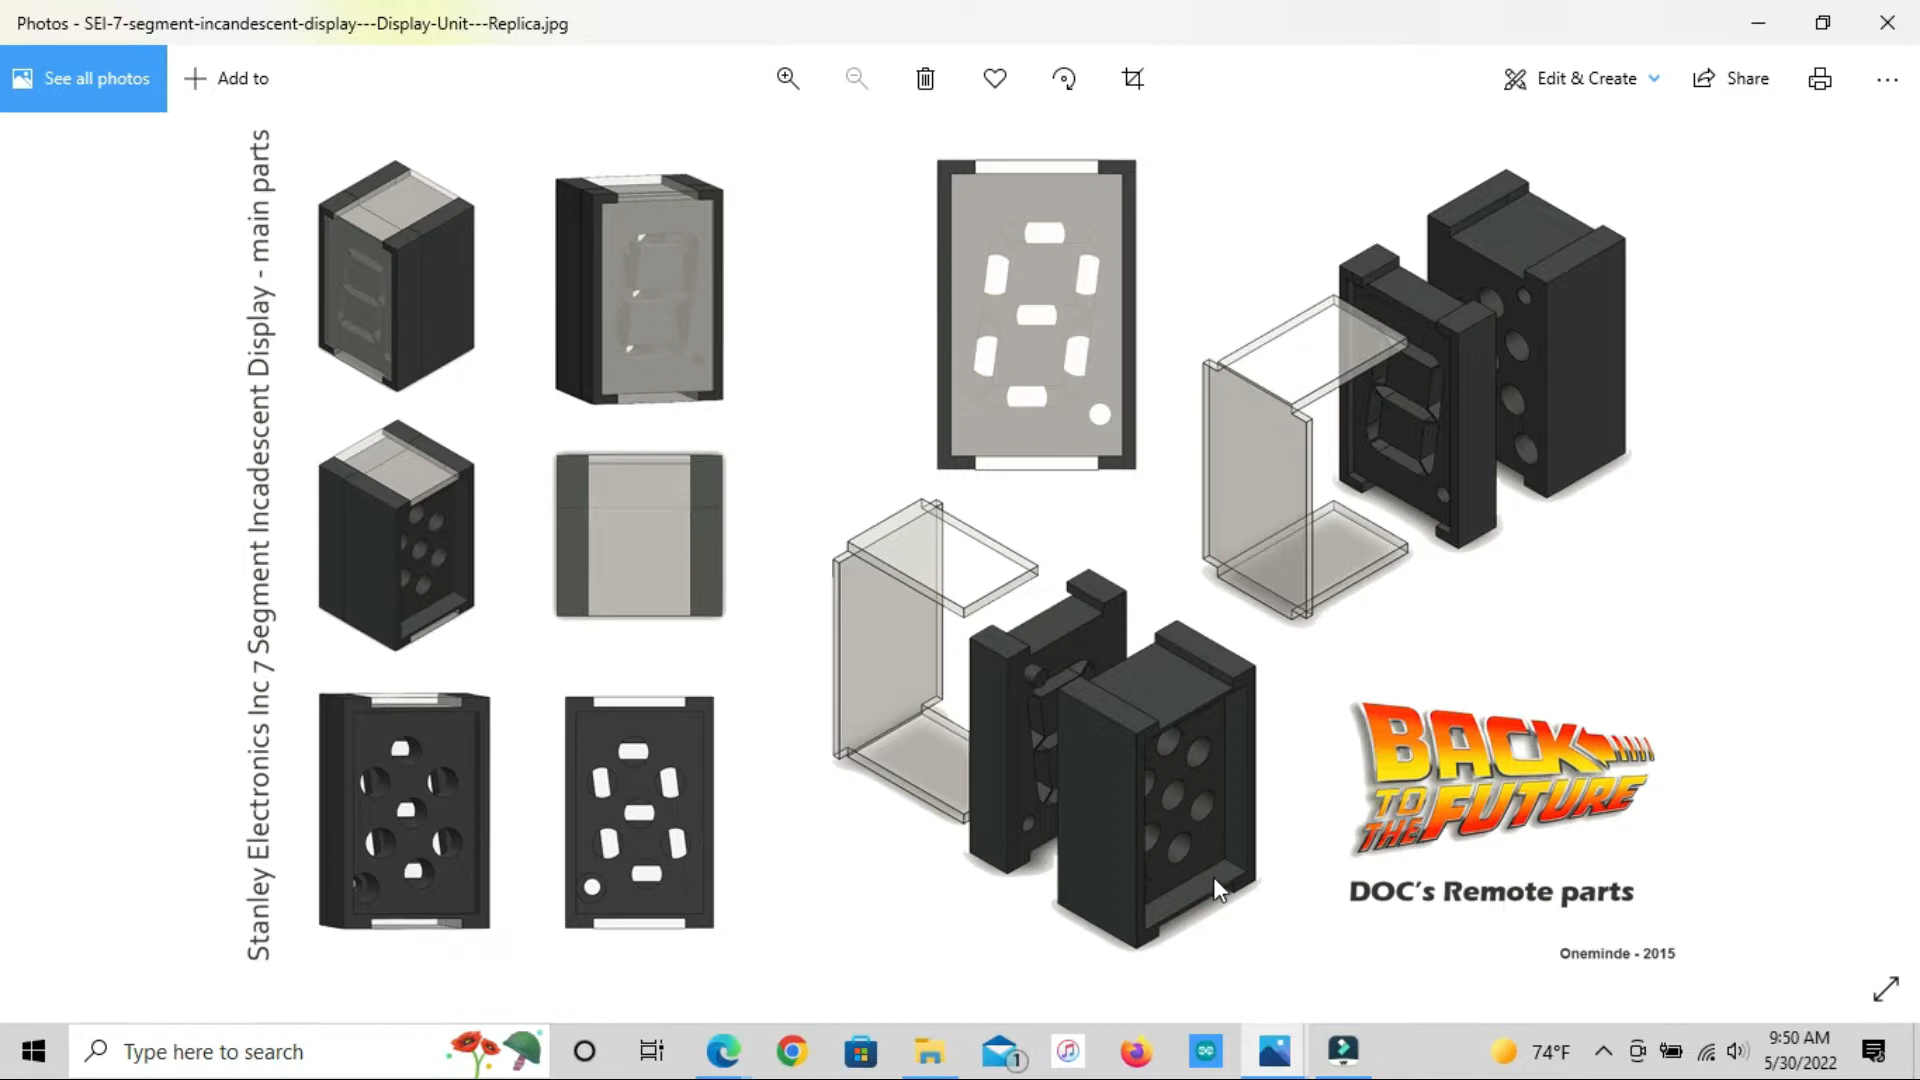 Photos - SEI-7-segment-incandescent-display---Display-Unit---Replica.jpg
See all photos
Add to
Edit & Create
Share
Stanley Electronics Inc 7 Segment Incadescent Display - main parts
BACK
TO THE FUTURE
DOC's Remote parts
Oneminde - 2015
Type here to search
1
74°F
9:50 AM
5/30/2022